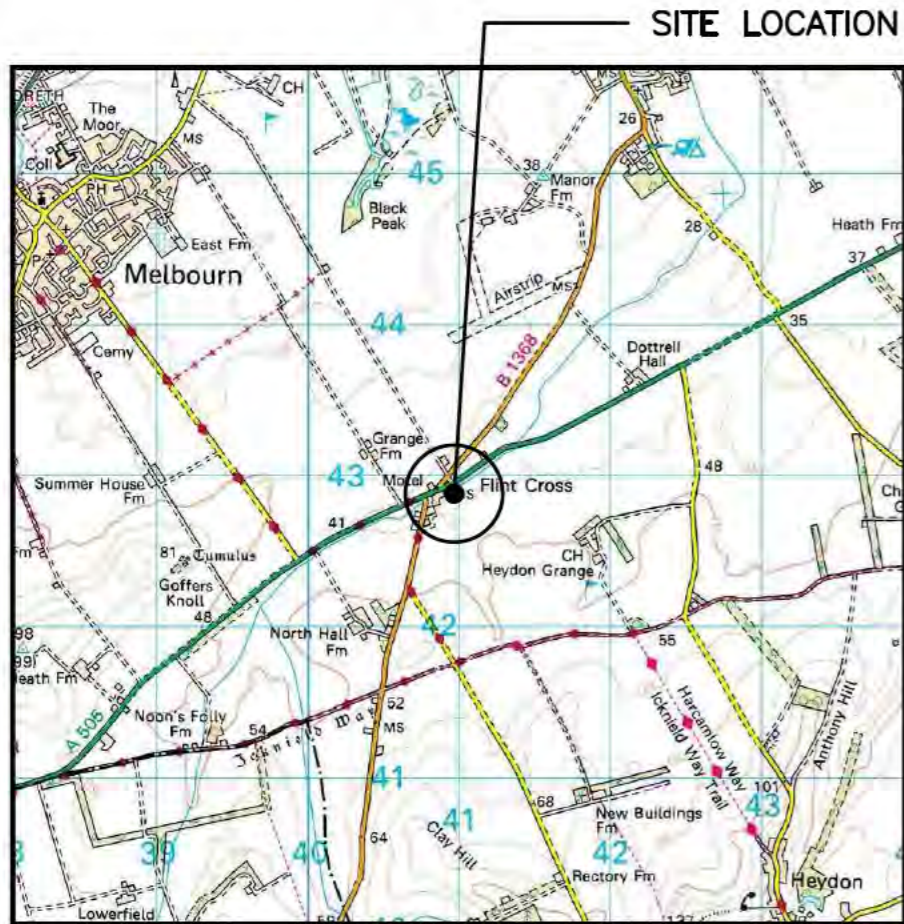 SITE LOCATION
The
Moor
CH
MS
MS
Coll
PH
26
45
38
Manor
Fm
Black
Peak
East Fm
28
Heath Fm
37
Melbourn
Airstrip
MS
35
44
Cemy
B 1368
Dottrell
Hall
Grange
Fm
43
Motel
Flint Cross
48
Summer House
Fm
41
81
Tumulus
Goffers
Knoll
48
CH
Heydon Grange
42
North Hall
Fm
55
Heath Fm
A 505
Noon's Folly
Fm
54
Icknield Way
52
MS
Harcamlow Way
Icknield Way Trail
Anthony Hill
41
101
43
68
New Buildings
Fm
39
40
41
42
64
Clay Hill
Rectory Fm
Heydon
Lowerfield